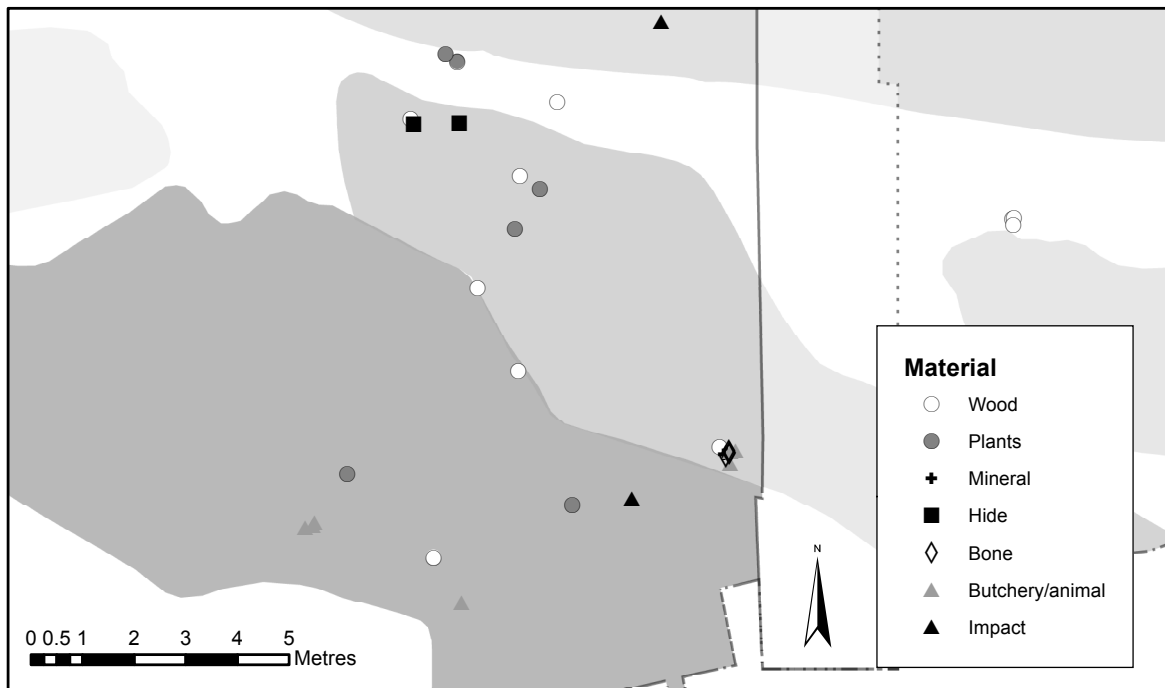 N
Material
Wood
Plants
Mineral
Hide
Bone
Butchery/animal
Impact
0 0.5 1 2 3 4 5
Metres